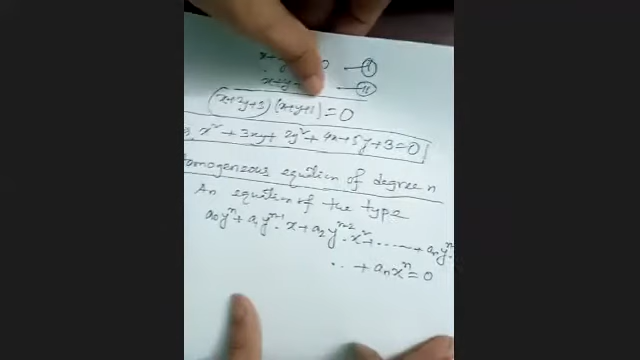 (x+2y+3)(x+y+1)=0
x²+3xy+2y²+4x+5y+3=0
Homogeneous equation of degree n
An equation of the type
a₀yⁿ+a₁yⁿ⁻¹·x+a₂yⁿ⁻²·x²+......+
..+aₙxⁿ=0